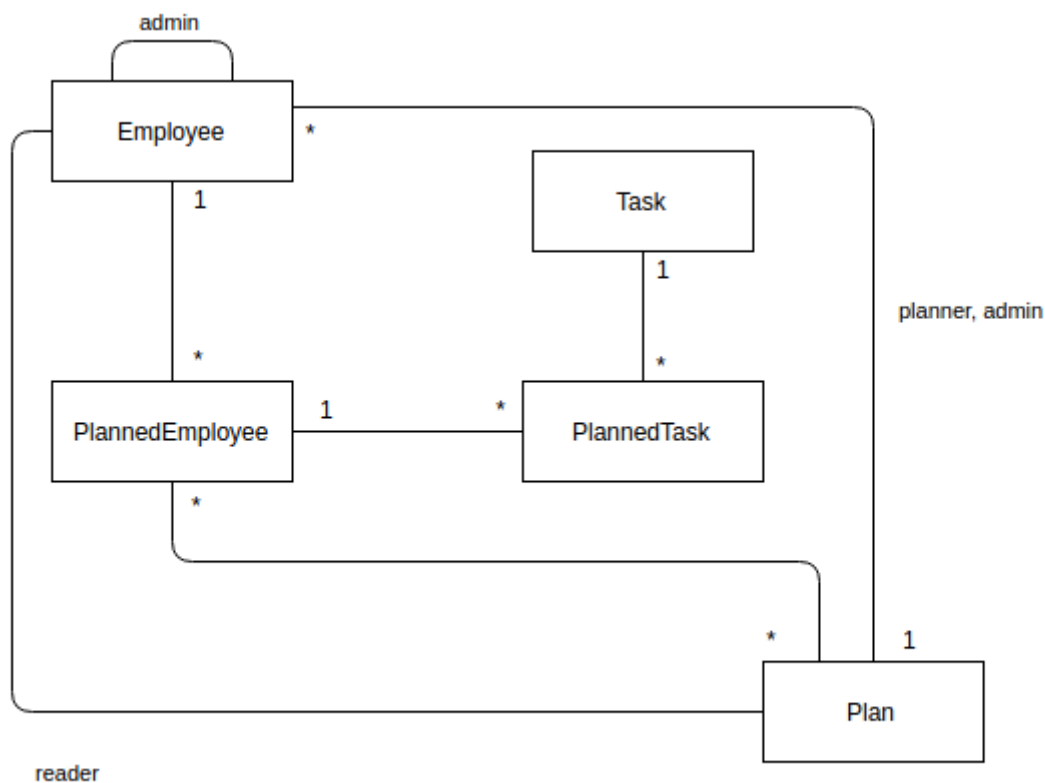 admin
Employee
*
1
Task
1
planner, admin
*
*
PlannedEmployee
1
*
PlannedTask
*
*
1
Plan
reader